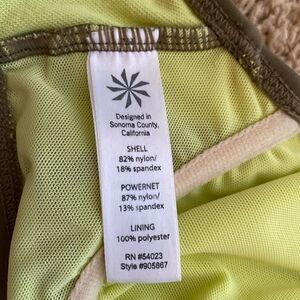 Designed in
Sonoma County,
California
SHELL
82% nylon/
18% spandex
POWERNET
87% nylon/
13% spandex
LINING
100% polyester
RN #54023
Style #905867